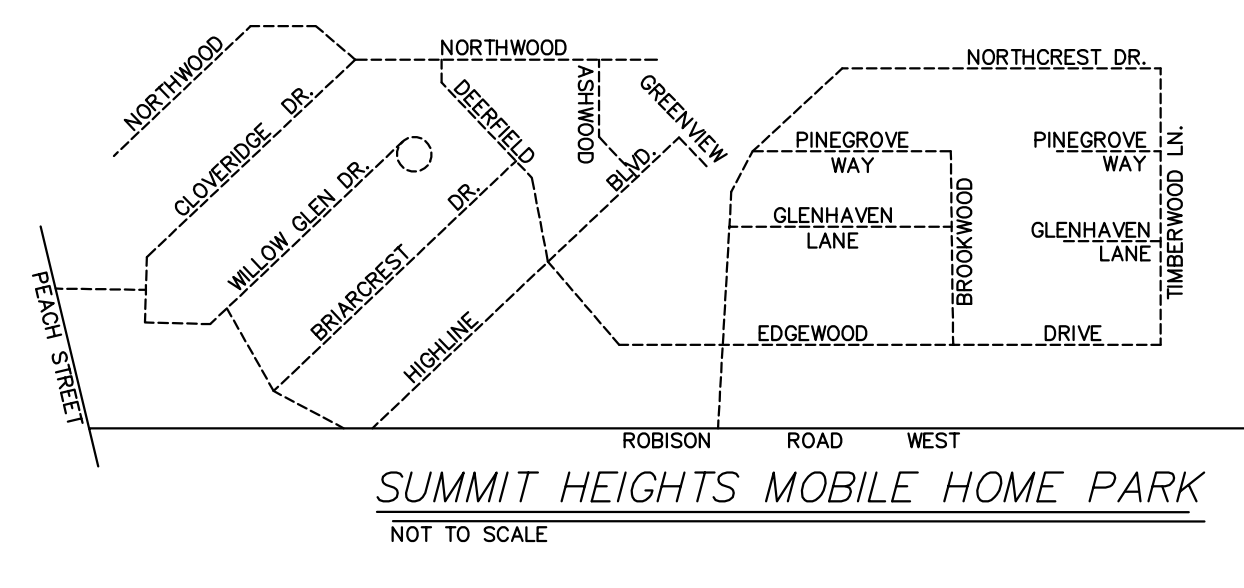 NORTHWOOD
NORTHWOOD
NORTHCREST DR.
ASHWOOD
GREENVIEW
DEERFIELD
CLOVERIDGE DR.
PINEGROVE
WAY
PINEGROVE
WAY
BLVD.
WILLOW GLEN DR.
BRIARCREST DR.
GLENHAVEN
LANE
BROOKWOOD
GLENHAVEN
LANE
TIMBERWOOD LN.
PEACH STREET
HIGHLINE
EDGEWOOD DRIVE
ROBISON ROAD WEST
SUMMIT HEIGHTS MOBILE HOME PARK
NOT TO SCALE